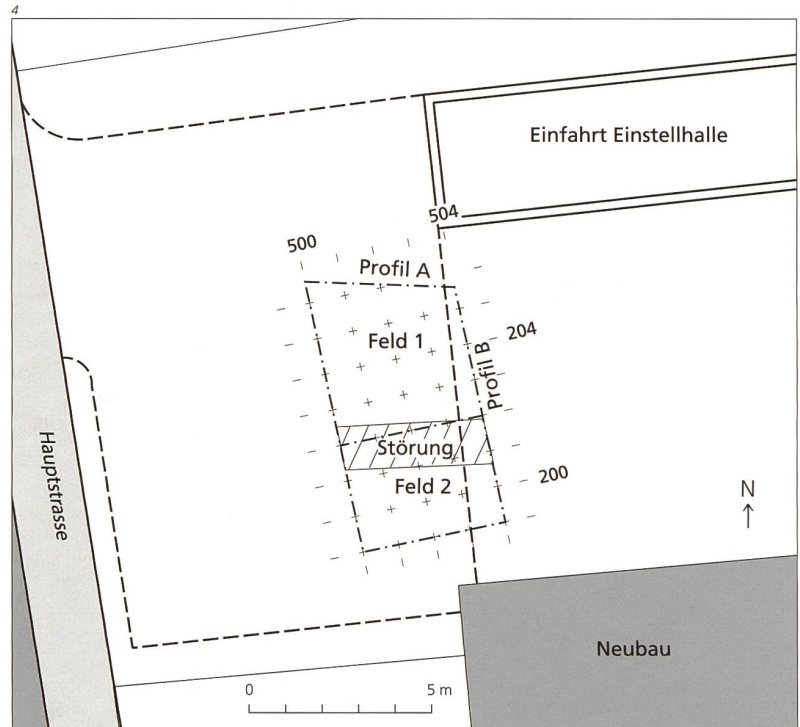 4
Einfahrt Einstellhalle
504
500
Profil A
204
Feld 1
Profil B
Störung
200
Feld 2
N
Hauptstrasse
Neubau
0 5 m